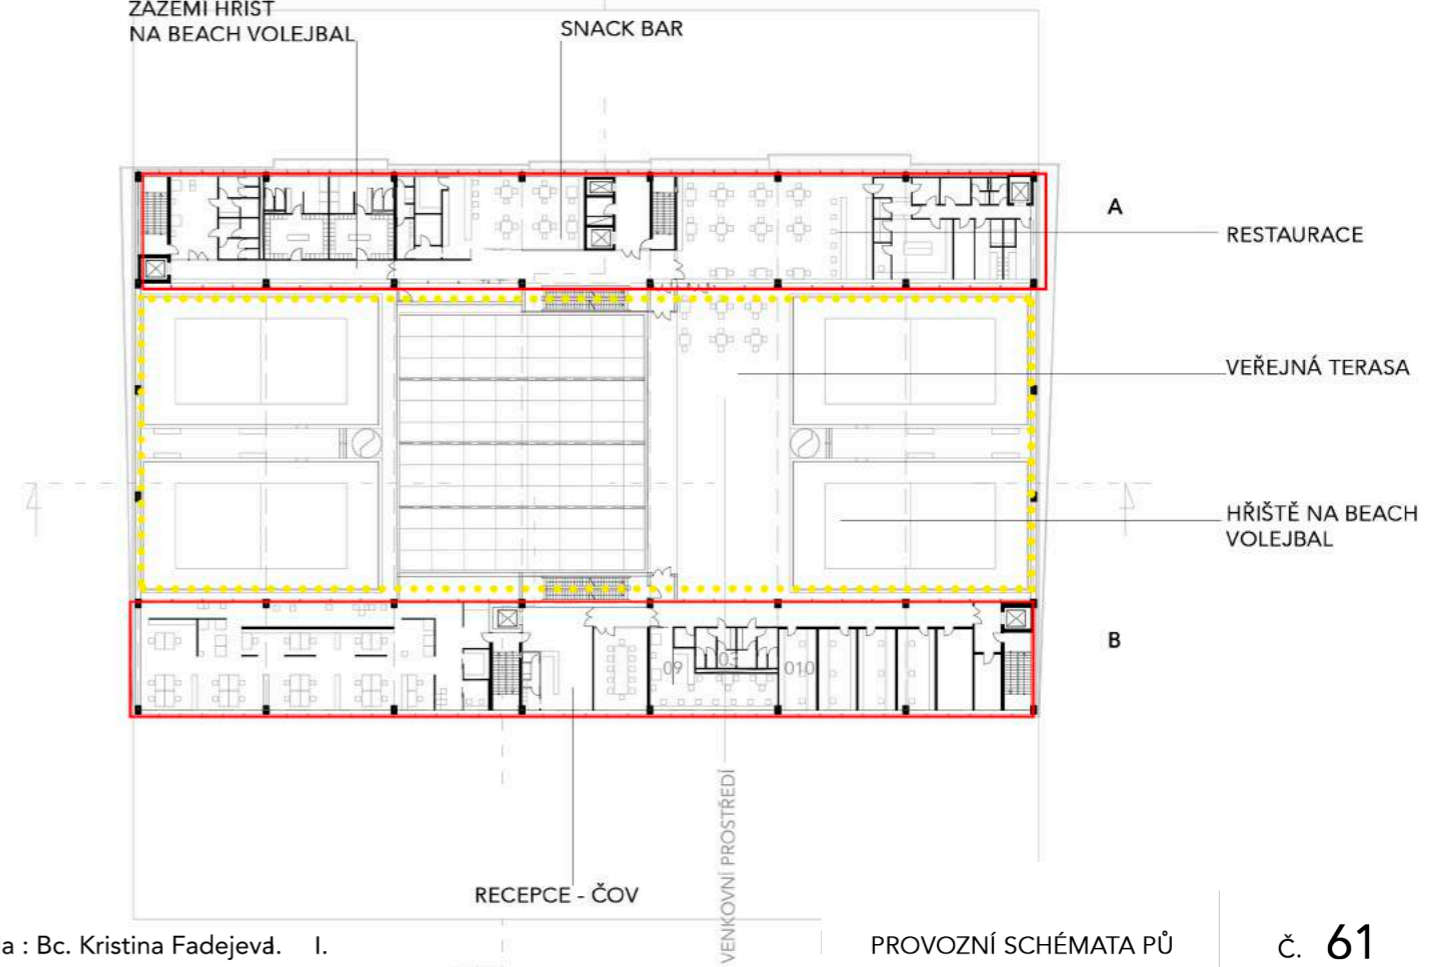 ZÁZEMÍ HŘIŠŤ
NA BEACH VOLEJBAL
SNACK BAR
A
RESTAURACE
VEŘEJNÁ TERASA
HŘIŠTĚ NA BEACH
VOLEJBAL
B
09
03
010
RECEPCE - ČOV
VENKOVNÍ PROSTŘEDÍ
a : Bc. Kristina Fadejeva. I.
PROVOZNÍ SCHÉMATA PŮ
č. 61